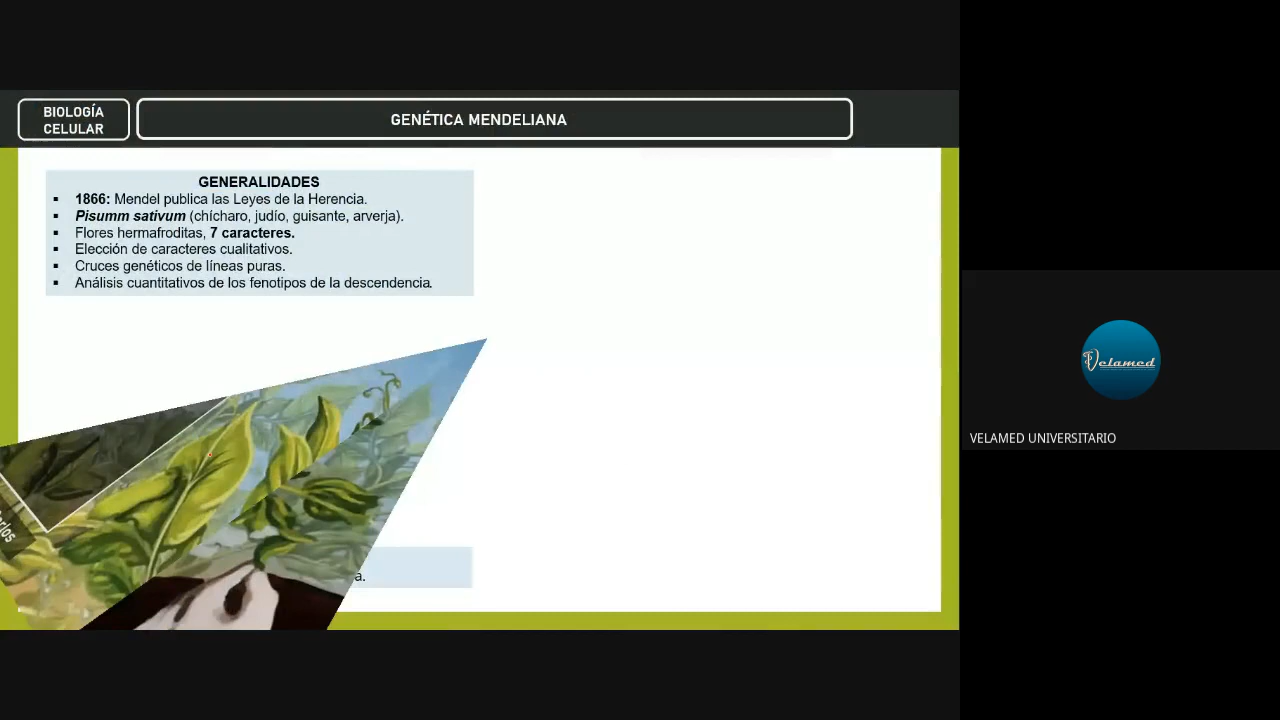 BIOLOGÍA
CELULAR
GENÉTICA MENDELIANA
GENERALIDADES
▪ 1866: Mendel publica las Leyes de la Herencia.
▪ Pisumm sativum (chícharo, judío, guisante, arverja).
▪ Flores hermafroditas, 7 caracteres.
▪ Elección de caracteres cualitativos.
▪ Cruces genéticos de líneas puras.
▪ Análisis cuantitativos de los fenotipos de la descendencia.
a.
Velamed
VELAMED UNIVERSITARIO